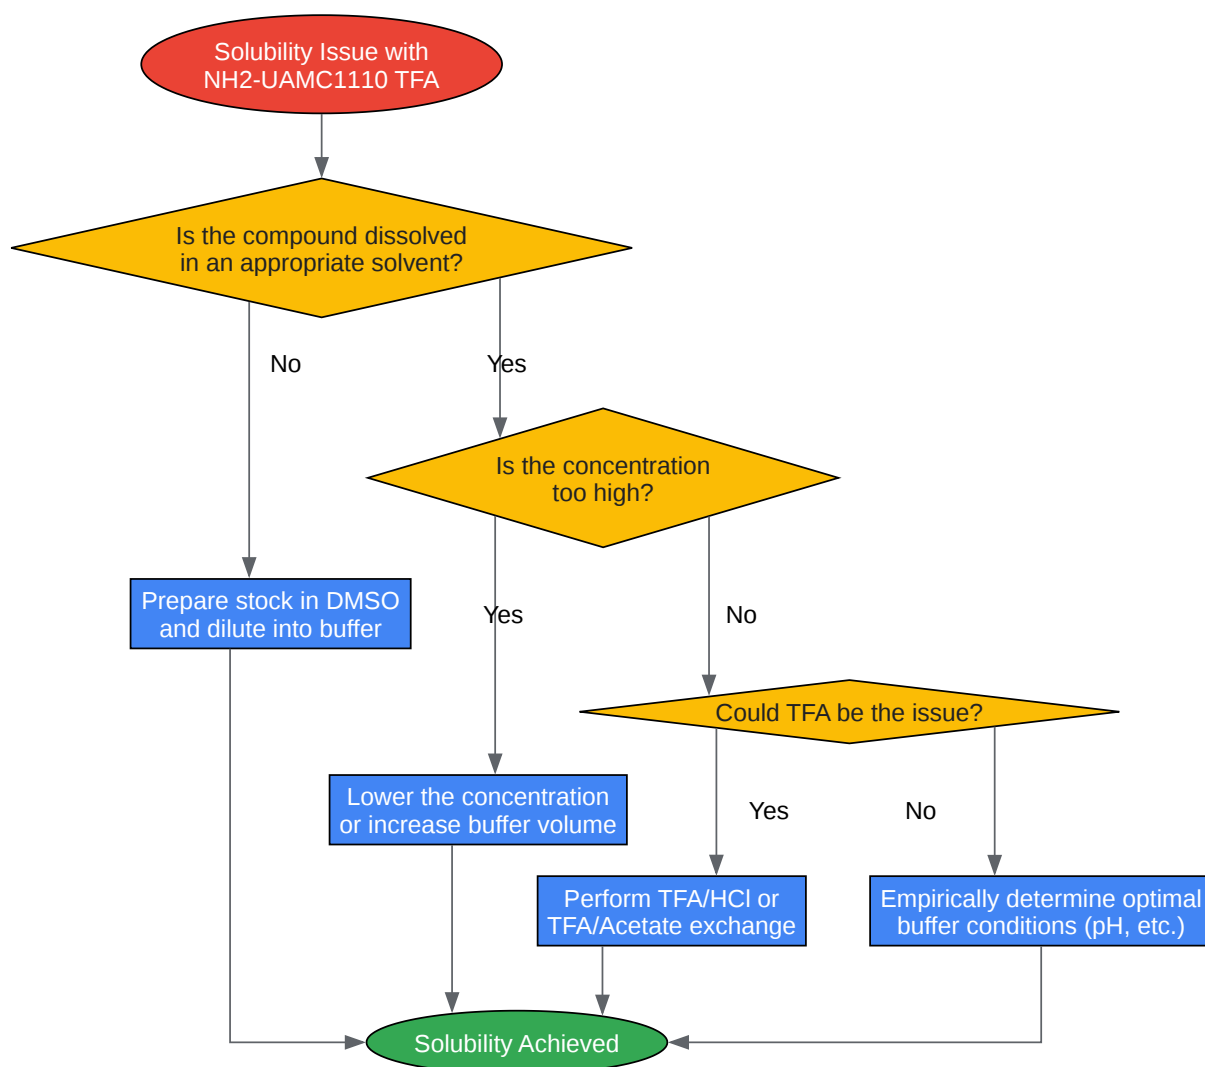 Solubility Issue with
NH2-UAMC1110 TFA
Is the compound dissolved
in an appropriate solvent?
No
Yes
Is the concentration
too high?
Prepare stock in DMSO
and dilute into buffer
Yes
No
Could TFA be the issue?
Lower the concentration
or increase buffer volume
Yes
No
Perform TFA/HCl or
TFA/Acetate exchange
Empirically determine optimal
buffer conditions (pH, etc.)
Solubility Achieved